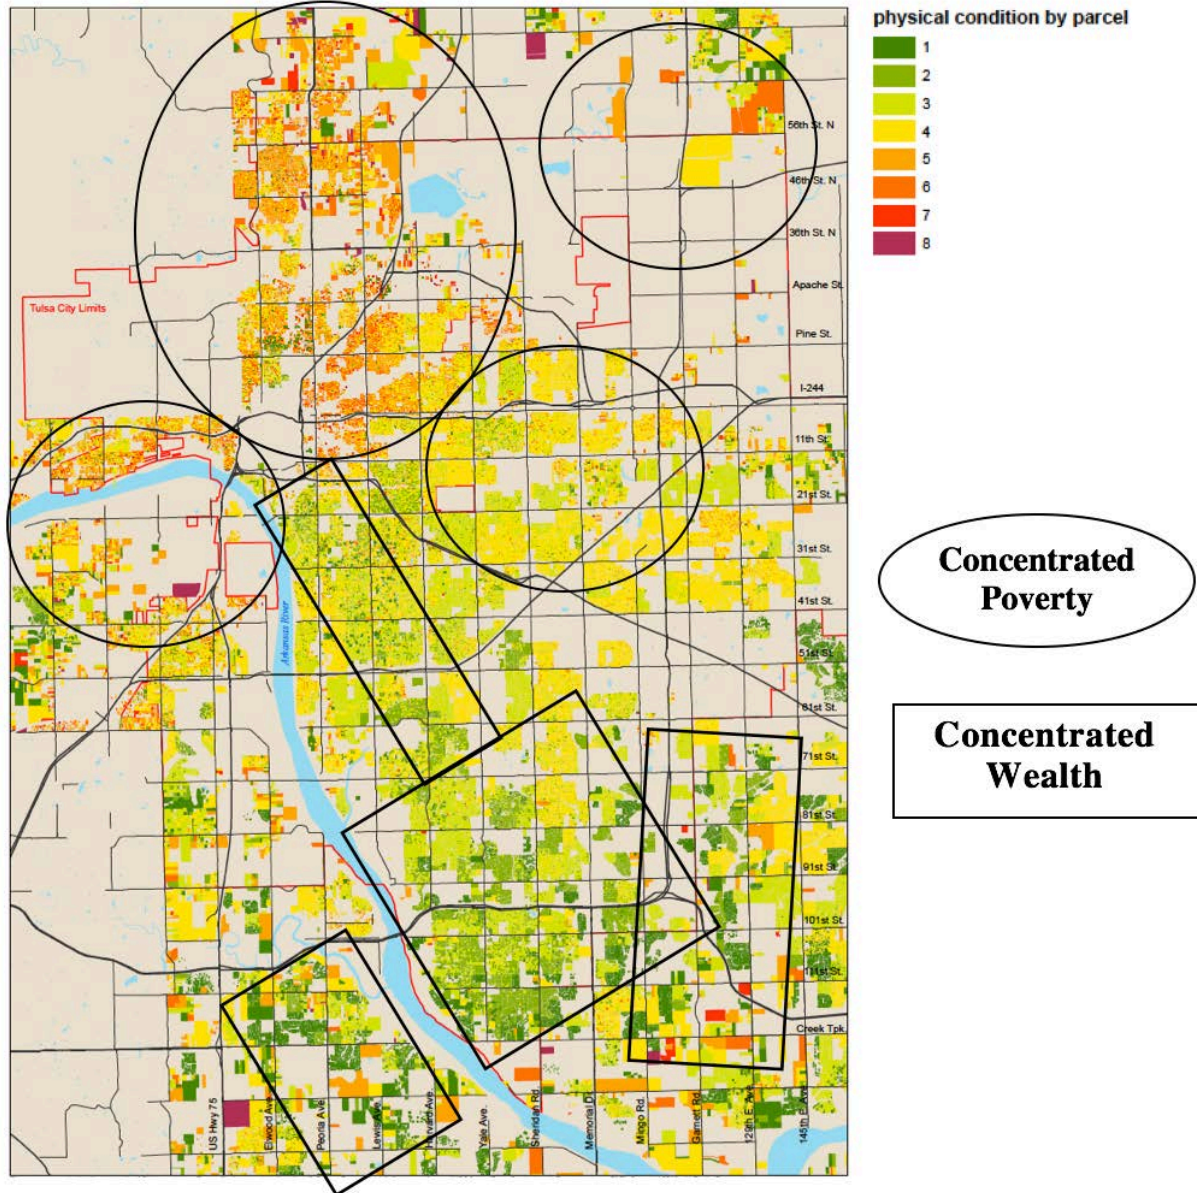 physical condition by parcel
1
2
3
4
5
6
7
8
56th St. N
46th St. N
36th St. N
Apache St.
Tulsa City Limits
Pine St.
I-244
11th St.
21st St.
31st St.
41st St.
51st St.
61st St.
71st St.
81st St.
91st St.
101st St.
111st St.
Creek Tpk.
Arkansas River
US Hwy 75
Elwood Ave.
Peoria Ave.
Lewis Ave.
Harvard Ave.
Yale Ave.
Sheridan Rd.
Memorial Dr.
Mingo Rd.
Garnett Rd.
129th E. Ave.
145th E. Ave.
Concentrated
Poverty
Concentrated
Wealth